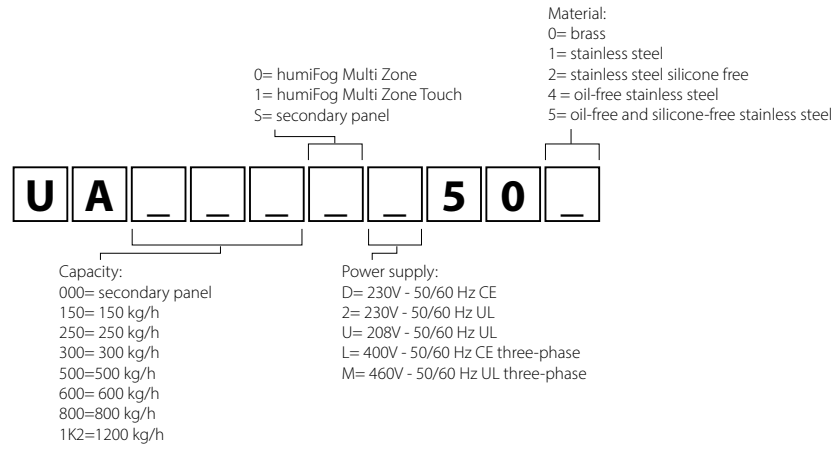 Material:
0= brass
1= stainless steel
2= stainless steel silicone free
4 = oil-free stainless steel
5= oil-free and silicone-free stainless steel
0= humiFog Multi Zone
1= humiFog Multi Zone Touch
S= secondary panel
U A _ _ _ _ _ 5 0 _
Capacity:
000= secondary panel
150= 150 kg/h
250= 250 kg/h
300= 300 kg/h
500=500 kg/h
600= 600 kg/h
800=800 kg/h
1K2=1200 kg/h
Power supply:
D= 230V - 50/60 Hz CE
2= 230V - 50/60 Hz UL
U= 208V - 50/60 Hz UL
L= 400V - 50/60 Hz CE three-phase
M= 460V - 50/60 Hz UL three-phase